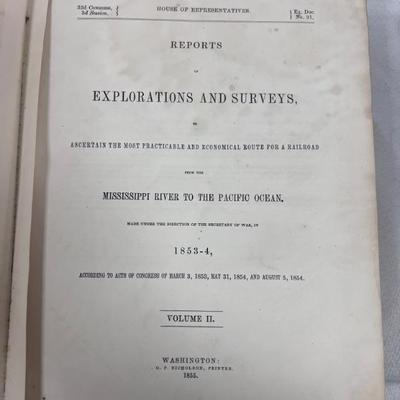 33d Congress, HOUSE OF REPRESENTATIVES. Ex. Doc.
2d Session. No. 91.
REPORTS
OF
EXPLORATIONS AND SURVEYS,
TO
ASCERTAIN THE MOST PRACTICABLE AND ECONOMICAL ROUTE FOR A RAILROAD
FROM THE
MISSISSIPPI RIVER TO THE PACIFIC OCEAN.
MADE UNDER THE DIRECTION OF THE SECRETARY OF WAR, IN
1853-4,
ACCORDING TO ACTS OF CONGRESS OF MARCH 3, 1853, MAY 31, 1854, AND AUGUST 5, 1854.
VOLUME II.
WASHINGTON:
PRINTER.
1855.